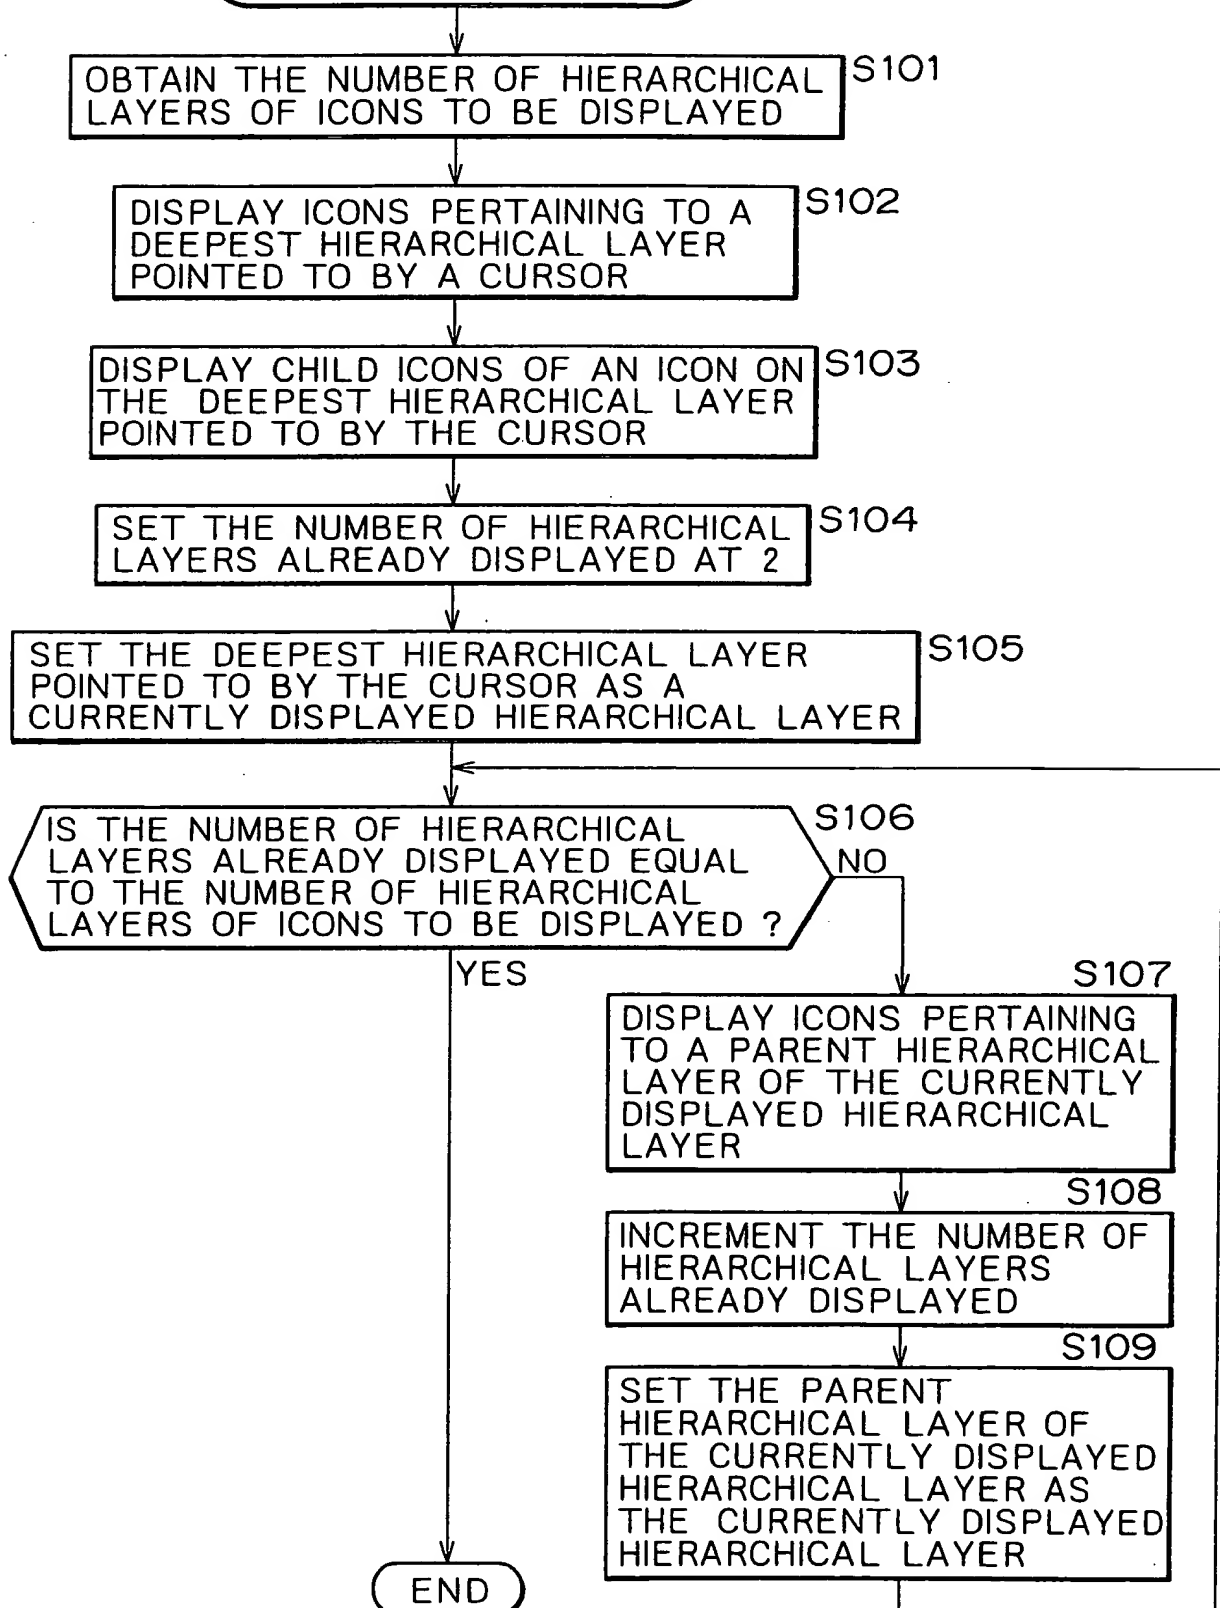 S101
OBTAIN THE NUMBER OF HIERARCHICAL
LAYERS OF ICONS TO BE DISPLAYED
S102
DISPLAY ICONS PERTAINING TO A
DEEPEST HIERARCHICAL LAYER
POINTED TO BY A CURSOR
S103
DISPLAY CHILD ICONS OF AN ICON ON
THE DEEPEST HIERARCHICAL LAYER
POINTED TO BY THE CURSOR
S104
SET THE NUMBER OF HIERARCHICAL
LAYERS ALREADY DISPLAYED AT 2
S105
SET THE DEEPEST HIERARCHICAL LAYER
POINTED TO BY THE CURSOR AS A
CURRENTLY DISPLAYED HIERARCHICAL LAYER
S106
IS THE NUMBER OF HIERARCHICAL
LAYERS ALREADY DISPLAYED EQUAL
TO THE NUMBER OF HIERARCHICAL
LAYERS OF ICONS TO BE DISPLAYED ?
NO
YES
S107
DISPLAY ICONS PERTAINING
TO A PARENT HIERARCHICAL
LAYER OF THE CURRENTLY
DISPLAYED HIERARCHICAL
LAYER
S108
INCREMENT THE NUMBER OF
HIERARCHICAL LAYERS
ALREADY DISPLAYED
S109
SET THE PARENT
HIERARCHICAL LAYER OF
THE CURRENTLY DISPLAYED
HIERARCHICAL LAYER AS
THE CURRENTLY DISPLAYED
HIERARCHICAL LAYER
END